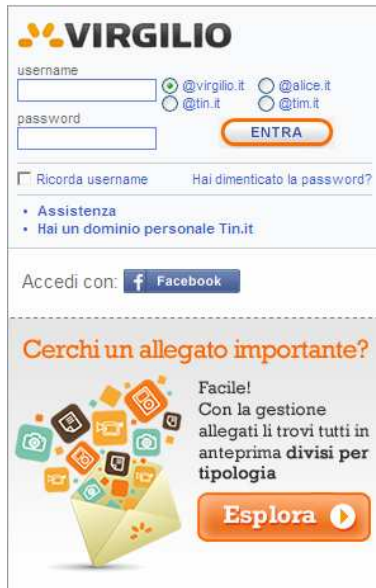 VIRGILIO
username
@virgilio.it @alice.it
@tin.it @tim.it
password
ENTRA
Ricorda username Hai dimenticato la password?
Assistenza
Hai un dominio personale Tin.it
Accedi con: f Facebook
Cerchi un allegato importante?
Facile!
Con la gestione
allegati li trovi tutti in
anteprima divisi per
tipologia
Esplora